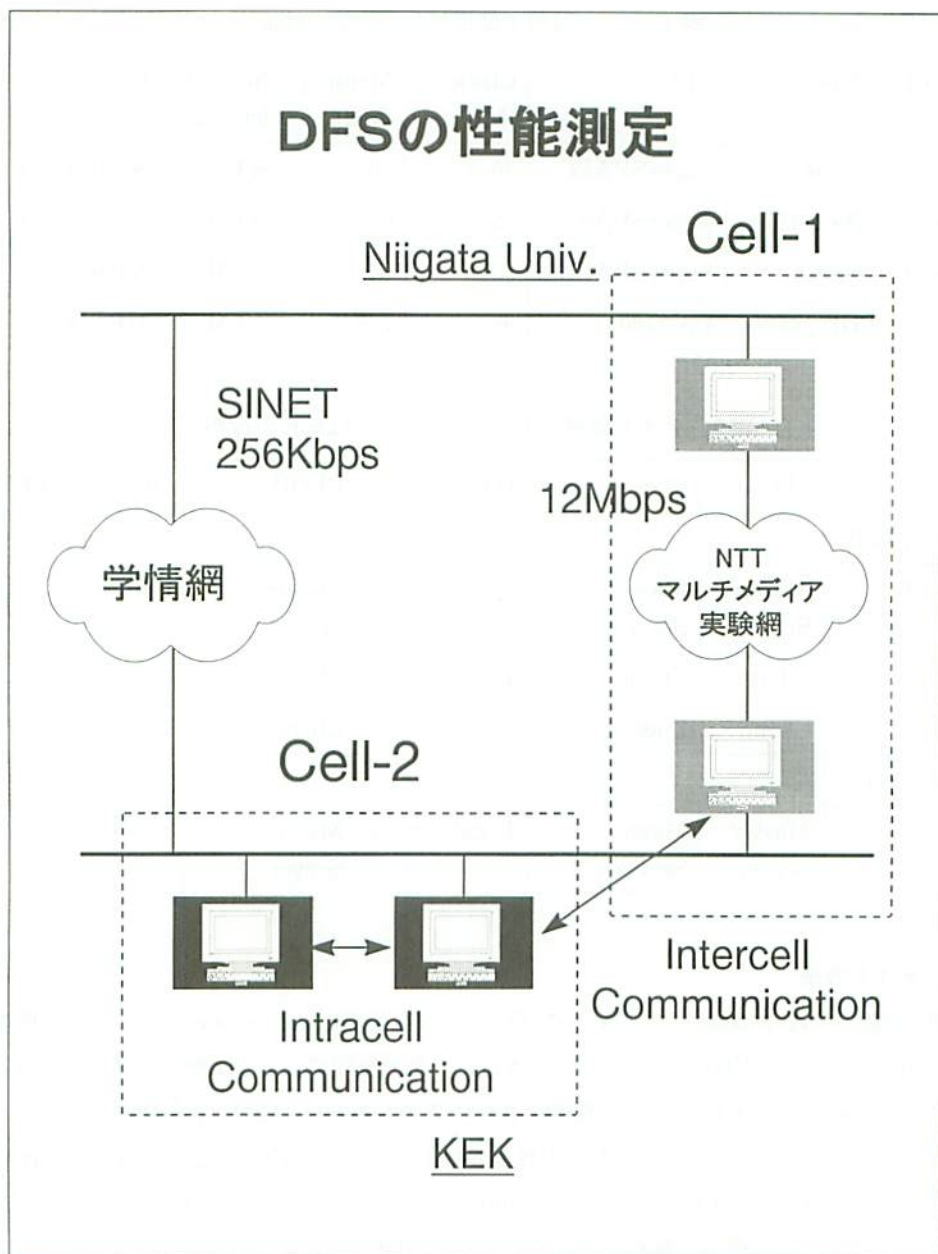 DFSの性能測定
Cell-1
Niigata Univ.
SINET
256Kbps
12Mbps
学情網
NTT
マルチメディア
実験網
Cell-2
Intercell
Communication
Intracell
Communication
KEK